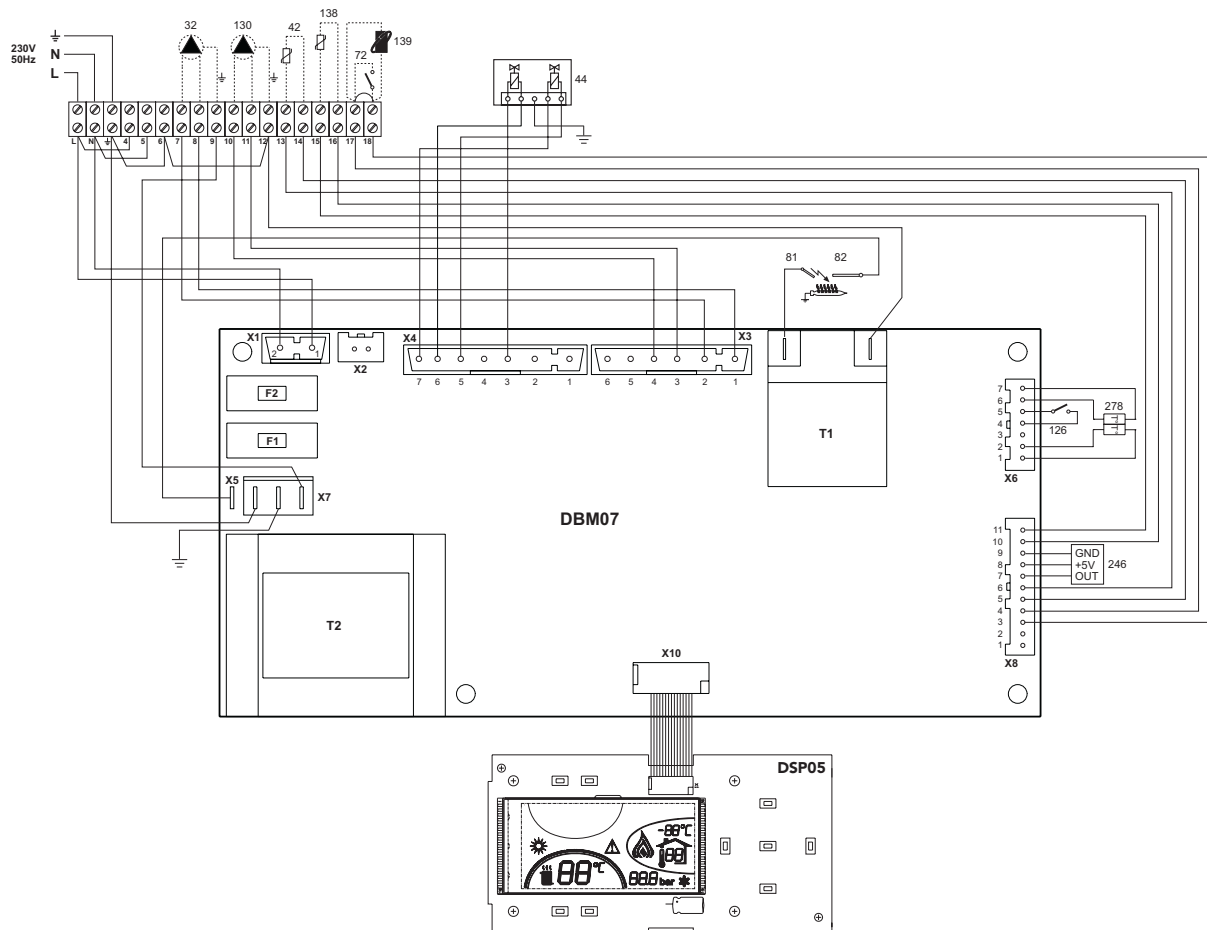 32 130 42 138
139
72
230V
50Hz
N
L
44
L N 4 5 6 7 8 9 10 11 12 13 14 15 16 17 18
81 82
X1
2 1
X2
X4
7 6 5 4 3 2 1
X3
6 5 4 3 2 1
F2
F1
T1
7
6
5
4
3
2
1
X6
126
278
X5
X7
DBM07
11
10
9
8
7
6
5
4
3
2
1
X8
GND
+5V
OUT
246
T2
X10
DSP05
-88°C
88
88°C
88.8 bar